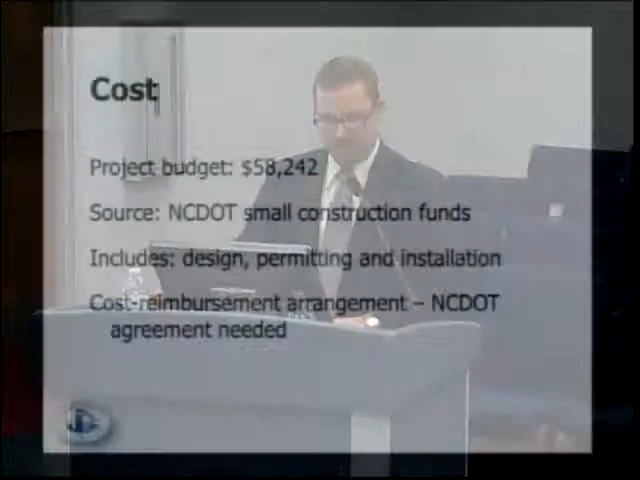 Cost
Project budget: $58,242
Source: NCDOT small construction funds
Includes: design, permitting and installation
Cost-reimbursement arrangement – NCDOT
agreement needed